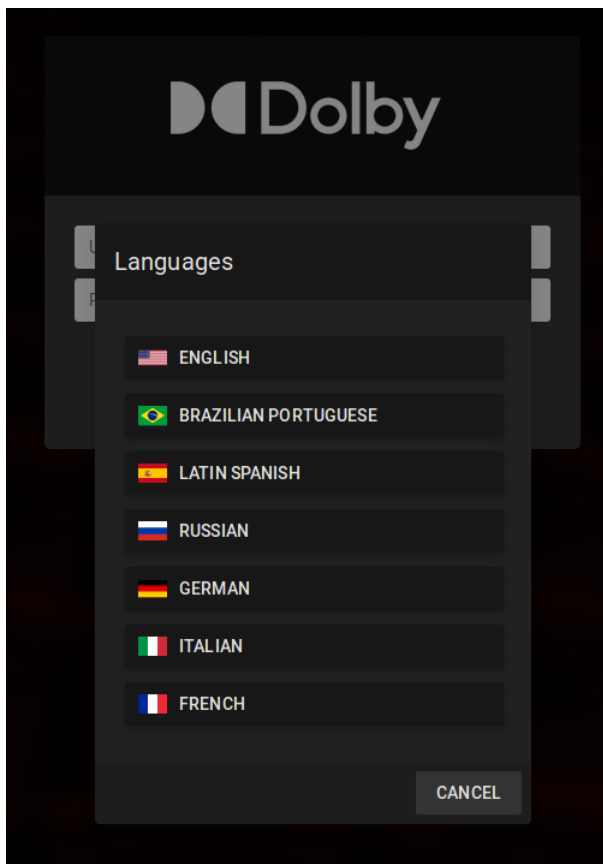 Dolby
Languages
ENGLISH
BRAZILIAN PORTUGUESE
LATIN SPANISH
RUSSIAN
GERMAN
ITALIAN
FRENCH
CANCEL